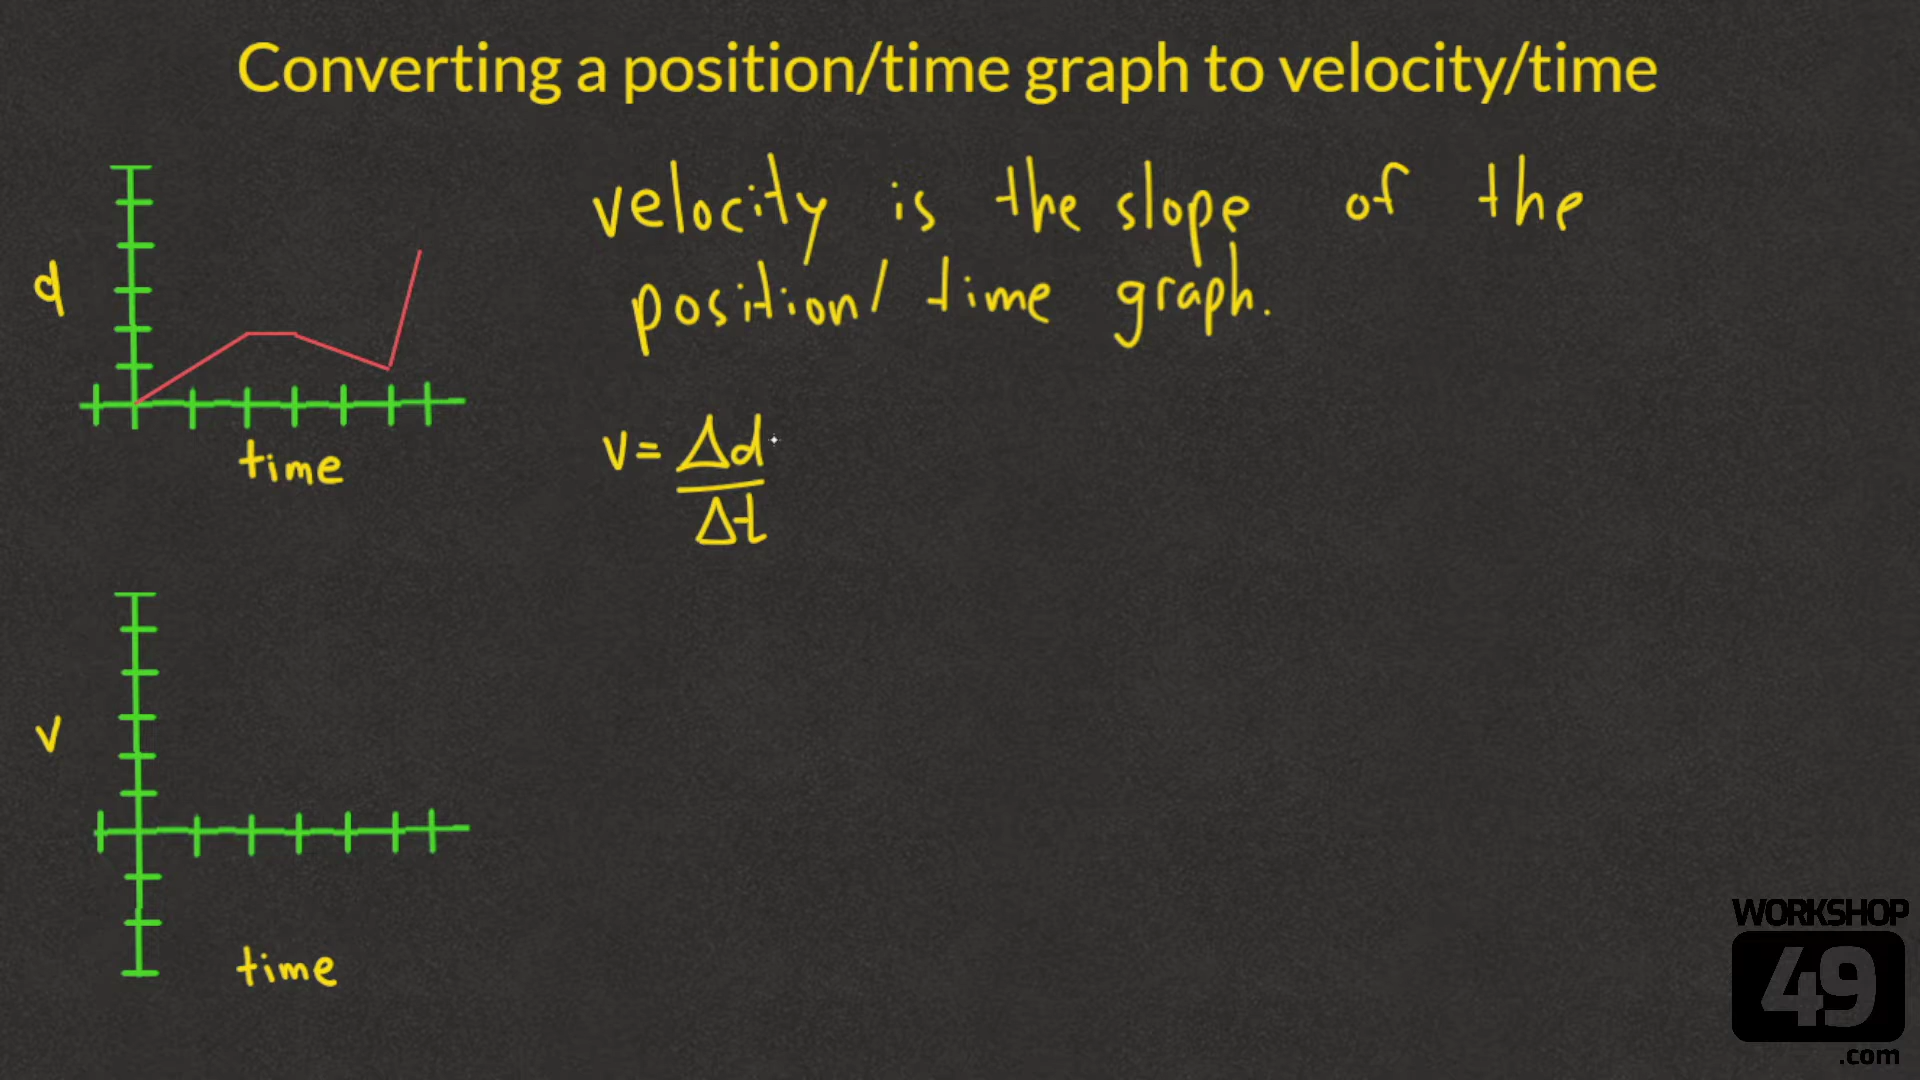 Converting a position/time graph to velocity/time
velocity is the slope of the
position/time graph.
d
time
v = Δd
Δt
v
time
WORKSHOP
49
.com